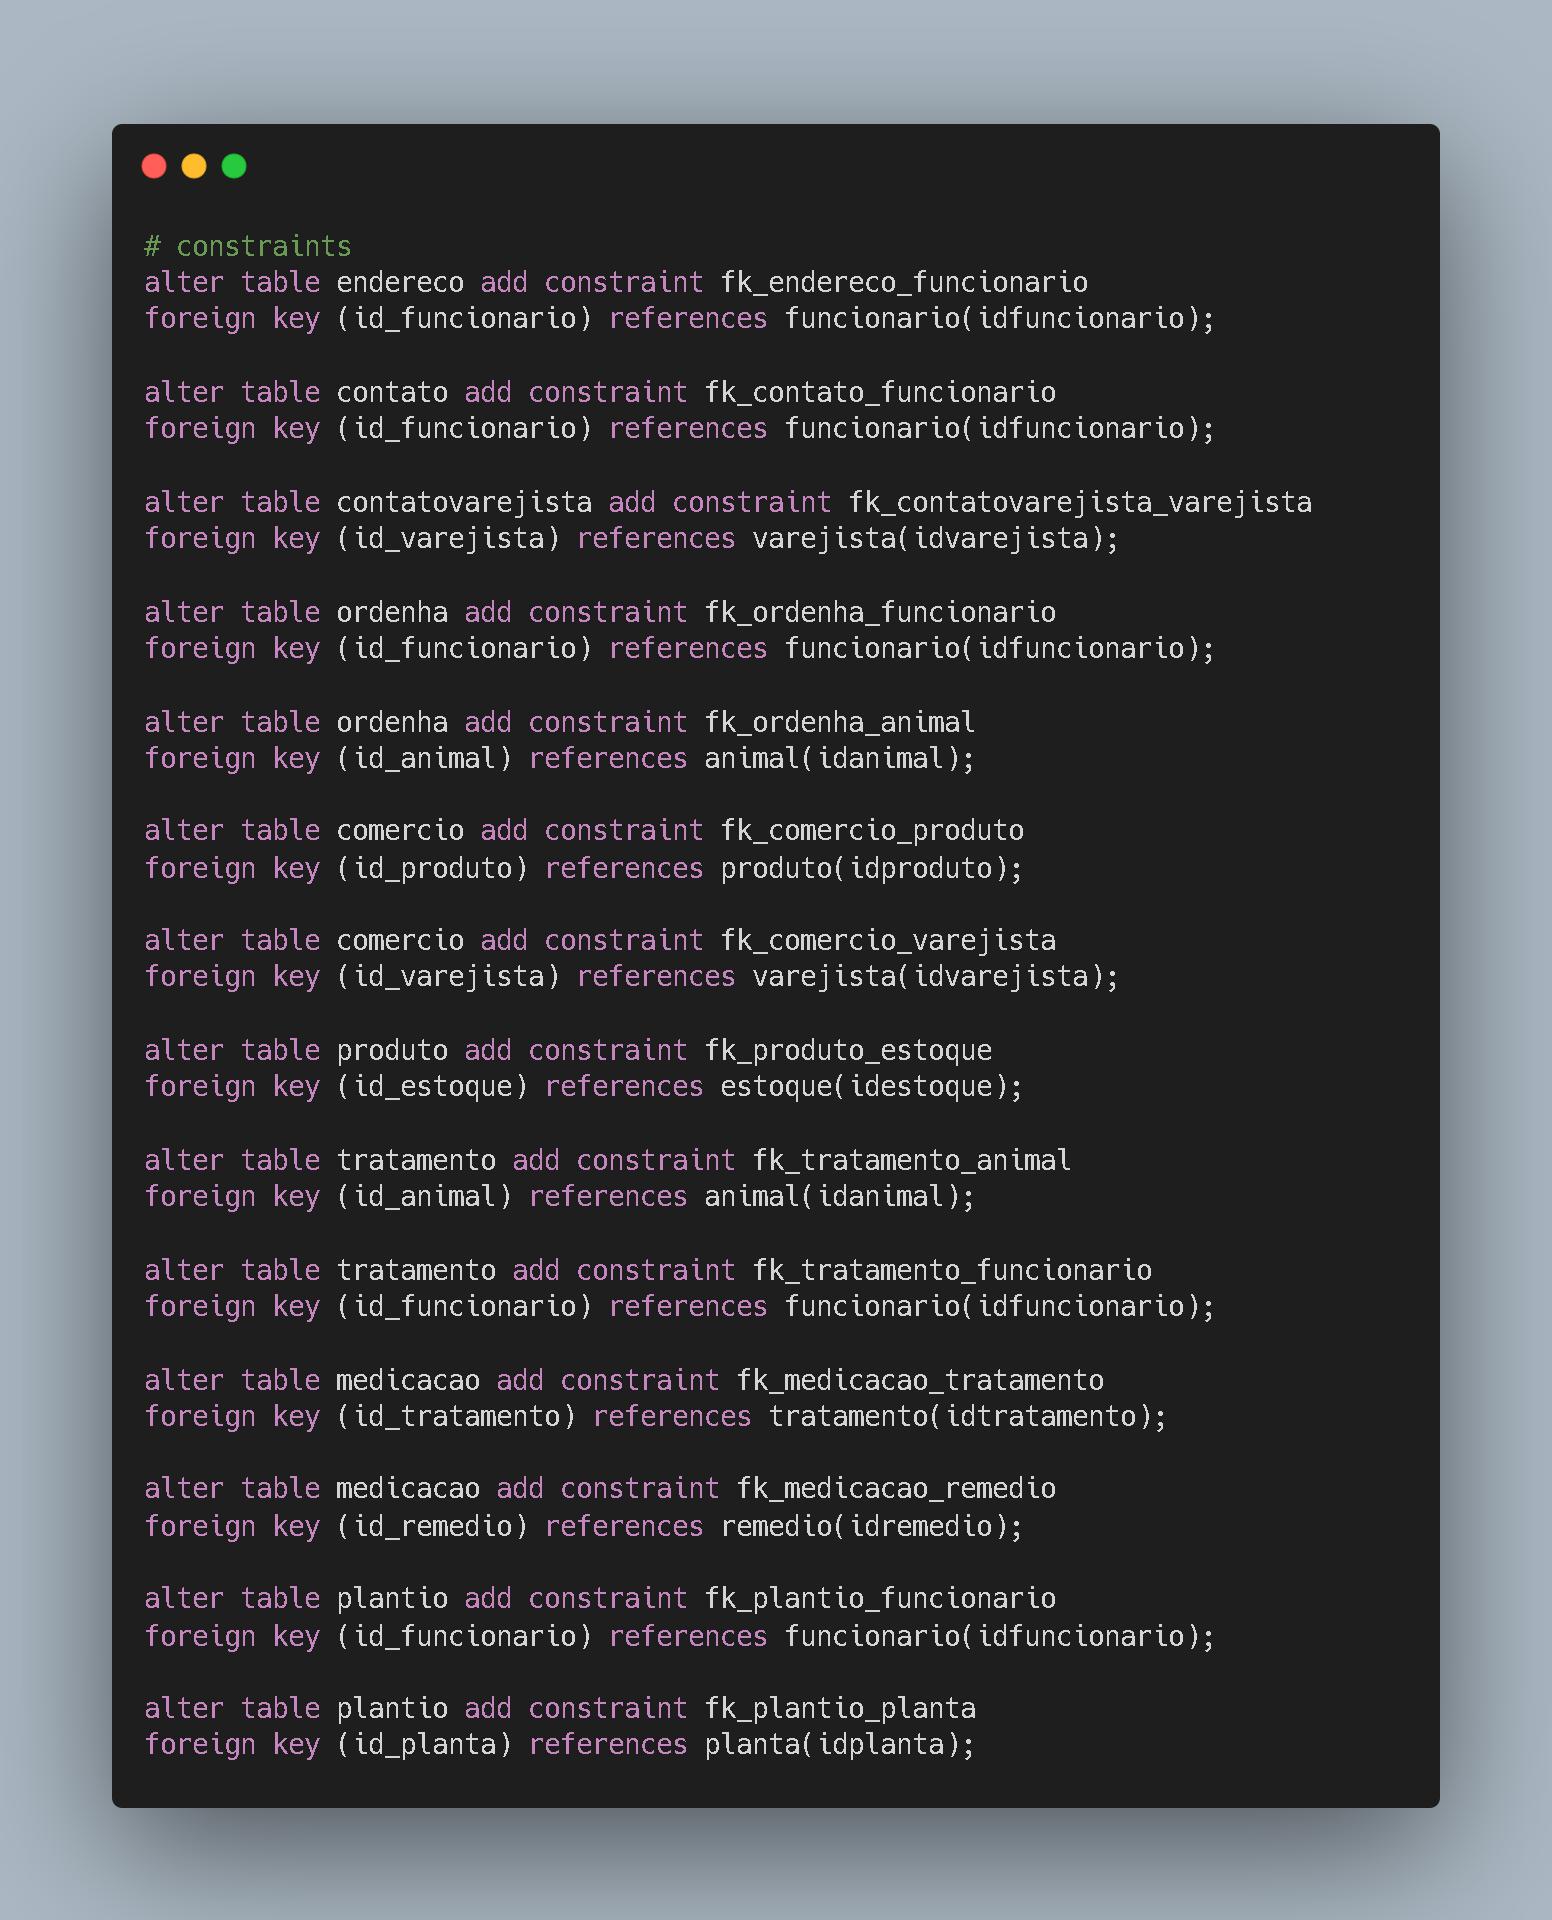 # constraints
alter table endereco add constraint fk_endereco_funcionario
foreign key (id_funcionario) references funcionario(idfuncionario);
alter table contato add constraint fk_contato_funcionario
foreign key (id_funcionario) references funcionario(idfuncionario);
alter table contatovarejista add constraint fk_contatovarejista_varejista
foreign key (id_varejista) references varejista(idvarejista);
alter table ordenha add constraint fk_ordenha_funcionario
foreign key (id_funcionario) references funcionario(idfuncionario);
alter table ordenha add constraint fk_ordenha_animal
foreign key (id_animal) references animal(idanimal);
alter table comercio add constraint fk_comercio_produto
foreign key (id_produto) references produto(idproduto);
alter table comercio add constraint fk_comercio_varejista
foreign key (id_varejista) references varejista(idvarejista);
alter table produto add constraint fk_produto_estoque
foreign key (id_estoque) references estoque(idestoque);
alter table tratamento add constraint fk_tratamento_animal
foreign key (id_animal) references animal(idanimal);
alter table tratamento add constraint fk_tratamento_funcionario
foreign key (id_funcionario) references funcionario(idfuncionario);
alter table medicacao add constraint fk_medicacao_tratamento
foreign key (id_tratamento) references tratamento(idtratamento);
alter table medicacao add constraint fk_medicacao_remedio
foreign key (id_remedio) references remedio(idremedio);
alter table plantio add constraint fk_plantio_funcionario
foreign key (id_funcionario) references funcionario(idfuncionario);
alter table plantio add constraint fk_plantio_planta
foreign key (id_planta) references planta(idplanta);